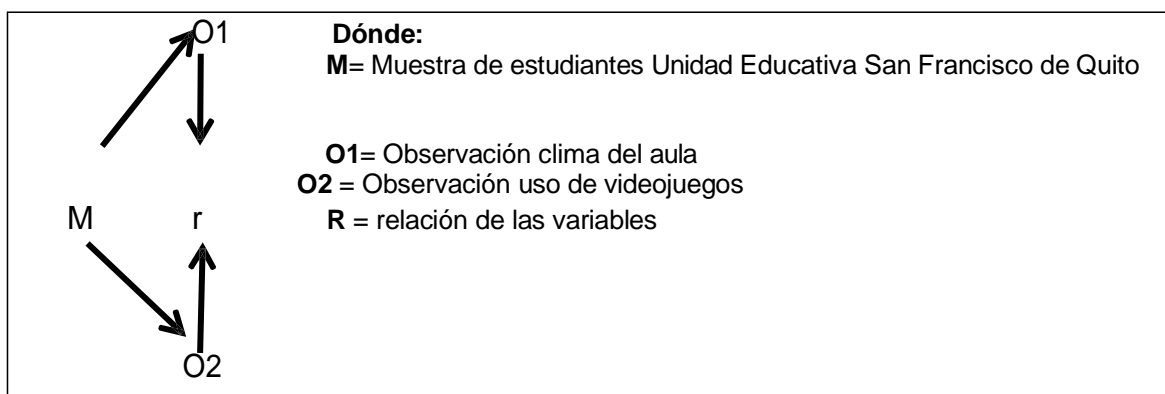 O1 Dónde:
M= Muestra de estudiantes Unidad Educativa San Francisco de Quito
O1= Observación clima del aula
O2 = Observación uso de videojuegos
M r R = relación de las variables
O2